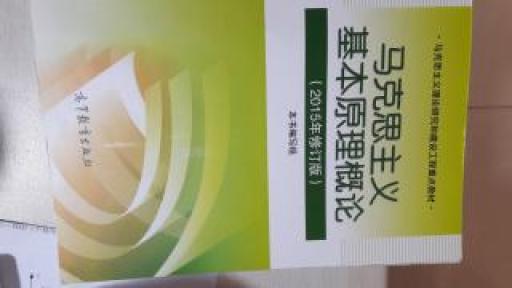 ·马克思主义理论研究和建设工程重点教材·
马克思主义
基本原理概论
（2015年修订版）
本书编写组
高等教育出版社